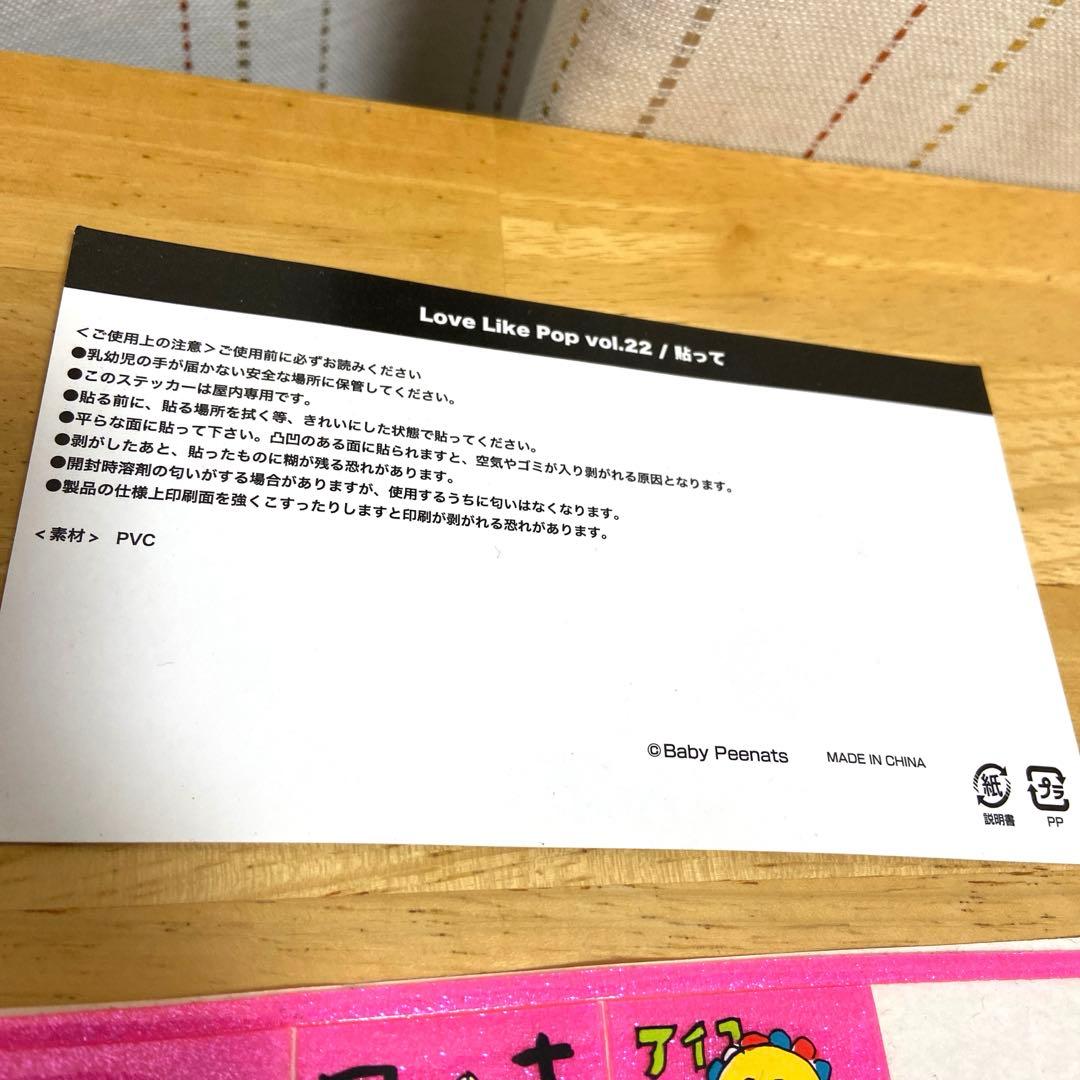 Love Like Pop vol.22 / 貼って
<ご使用上の注意>ご使用前に必ずお読みください
●乳幼児の手が届かない安全な場所に保管してください。
●このステッカーは屋内専用です。
●貼る前に、貼る場所を拭く等、きれいにした状態で貼ってください。
●平らな面に貼って下さい。凸凹のある面に貼られますと、空気やゴミが入り剥がれる原因となります。
●剥がしたあと、貼ったものに糊が残る恐れがあります。
●開封時溶剤の匂いがする場合がありますが、使用するうちに匂いはなくなります。
●製品の仕様上印刷面を強くこすったりしますと印刷が剥がれる恐れがあります。
<素材> PVC
©Baby Peenats MADE IN CHINA
紙 プラ
説明書 PP
アイコ